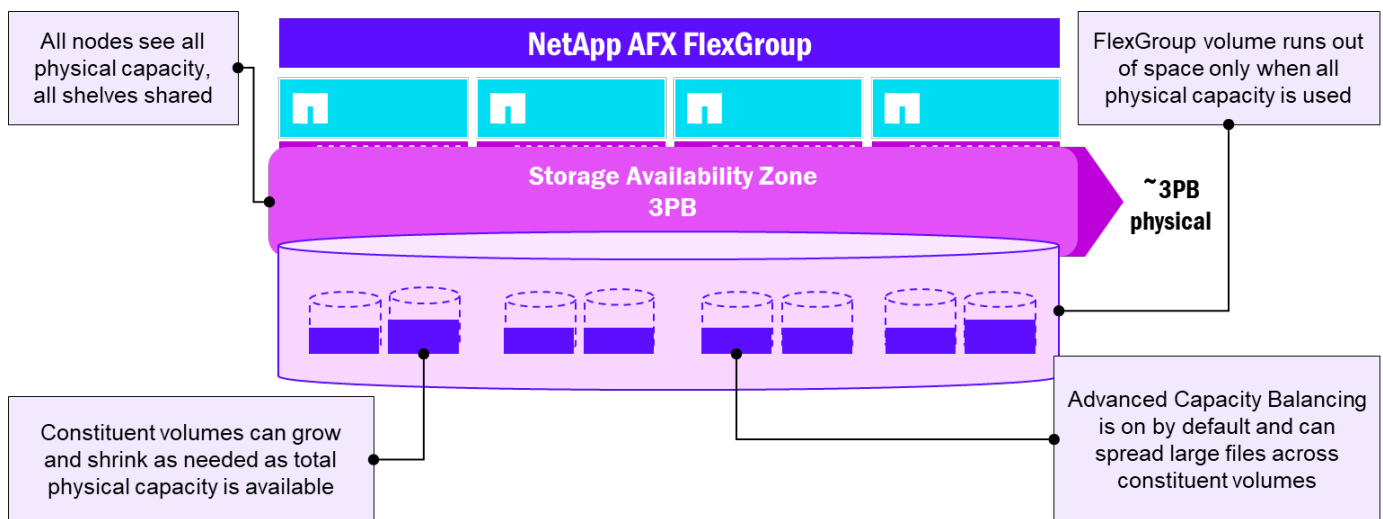 All nodes see all
physical capacity,
all shelves shared
NetApp AFX FlexGroup
FlexGroup volume runs out
of space only when all
physical capacity is used
Storage Availability Zone
3PB
~3PB
physical
Constituent volumes can grow
and shrink as needed as total
physical capacity is available
Advanced Capacity Balancing
is on by default and can
spread large files across
constituent volumes